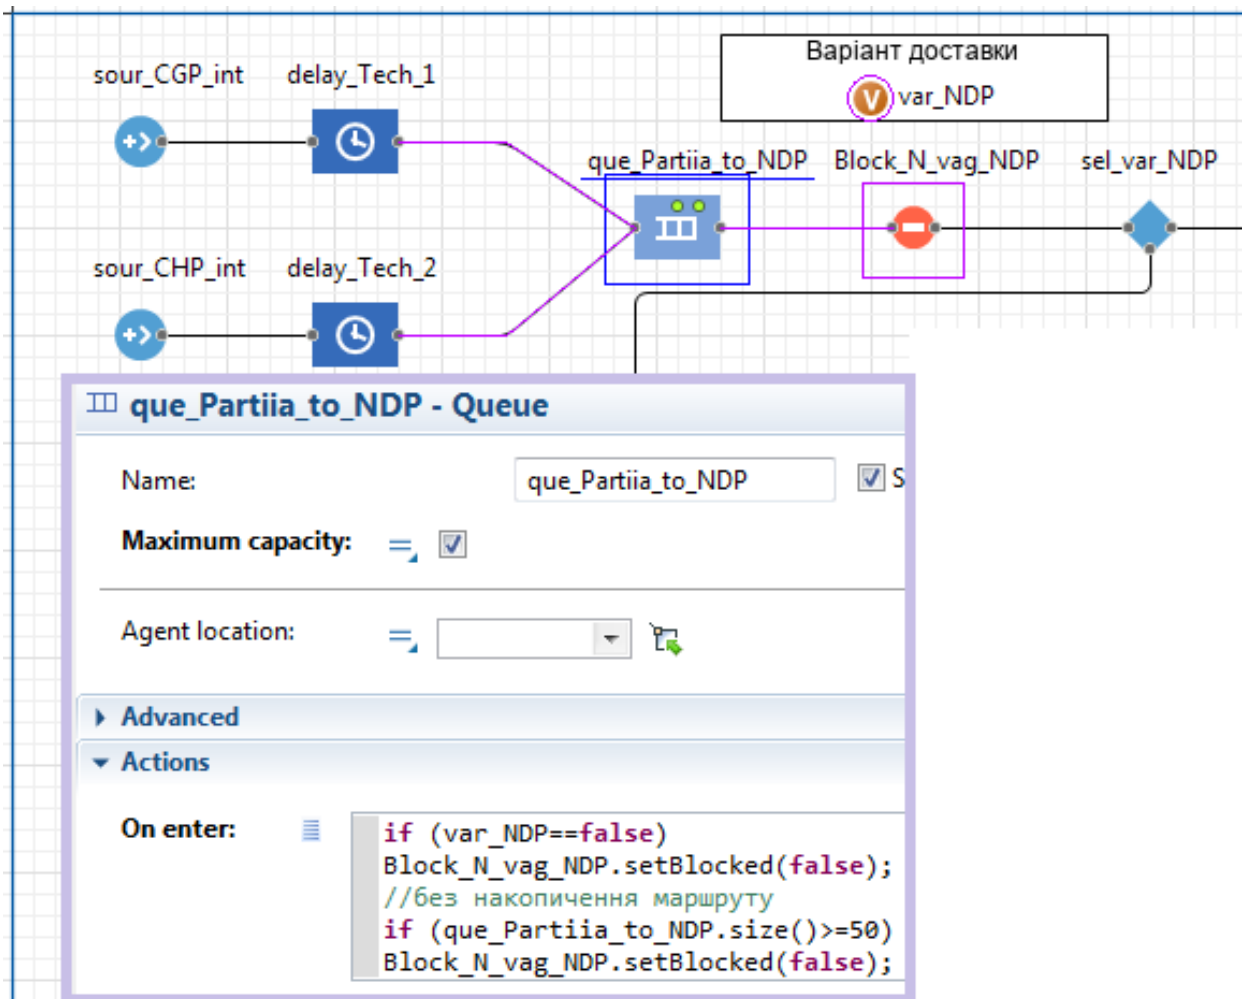 Варіант доставки
var_NDP
sour_CGP_int
delay_Tech_1
que_Partiia_to_NDP
Block_N_vag_NDP
sel_var_NDP
sour_CHP_int
delay_Tech_2
que_Partiia_to_NDP - Queue
Name:
que_Partiia_to_NDP
S
Maximum capacity:
Agent location:
Advanced
Actions
On enter:
if (var_NDP==false)
Block_N_vag_NDP.setBlocked(false);
//без накопичення маршруту
if (que_Partiia_to_NDP.size()>=50)
Block_N_vag_NDP.setBlocked(false);